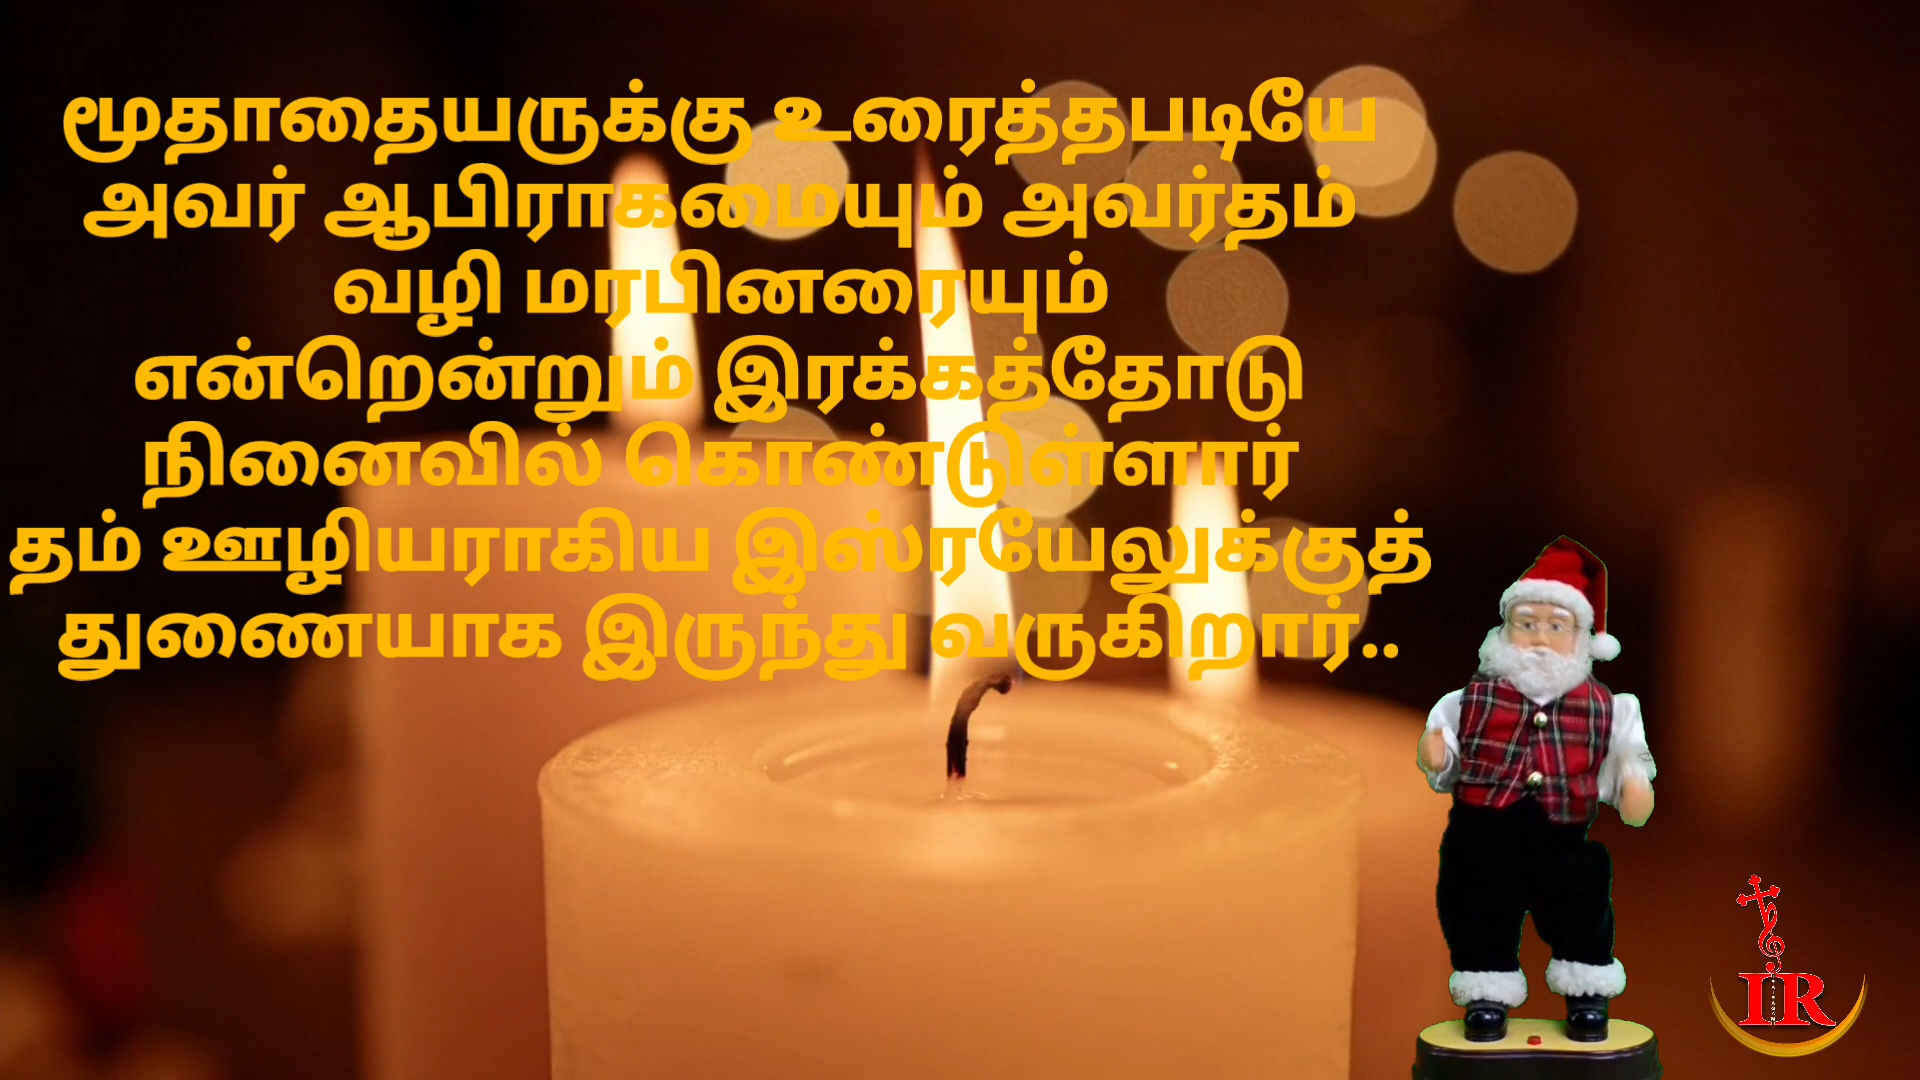 மூதாதையருக்கு உரைத்தபடியே
அவர் ஆபிராகமையும் அவர்தம்
வழி மரபினரையும்
என்றென்றும் இரக்கத்தோடு
நினைவில் கொண்டுள்ளார்
தம் ஊழியராகிய இஸ்ரயேலுக்குத்
துணையாக இருந்து வருகிறார்..
IR